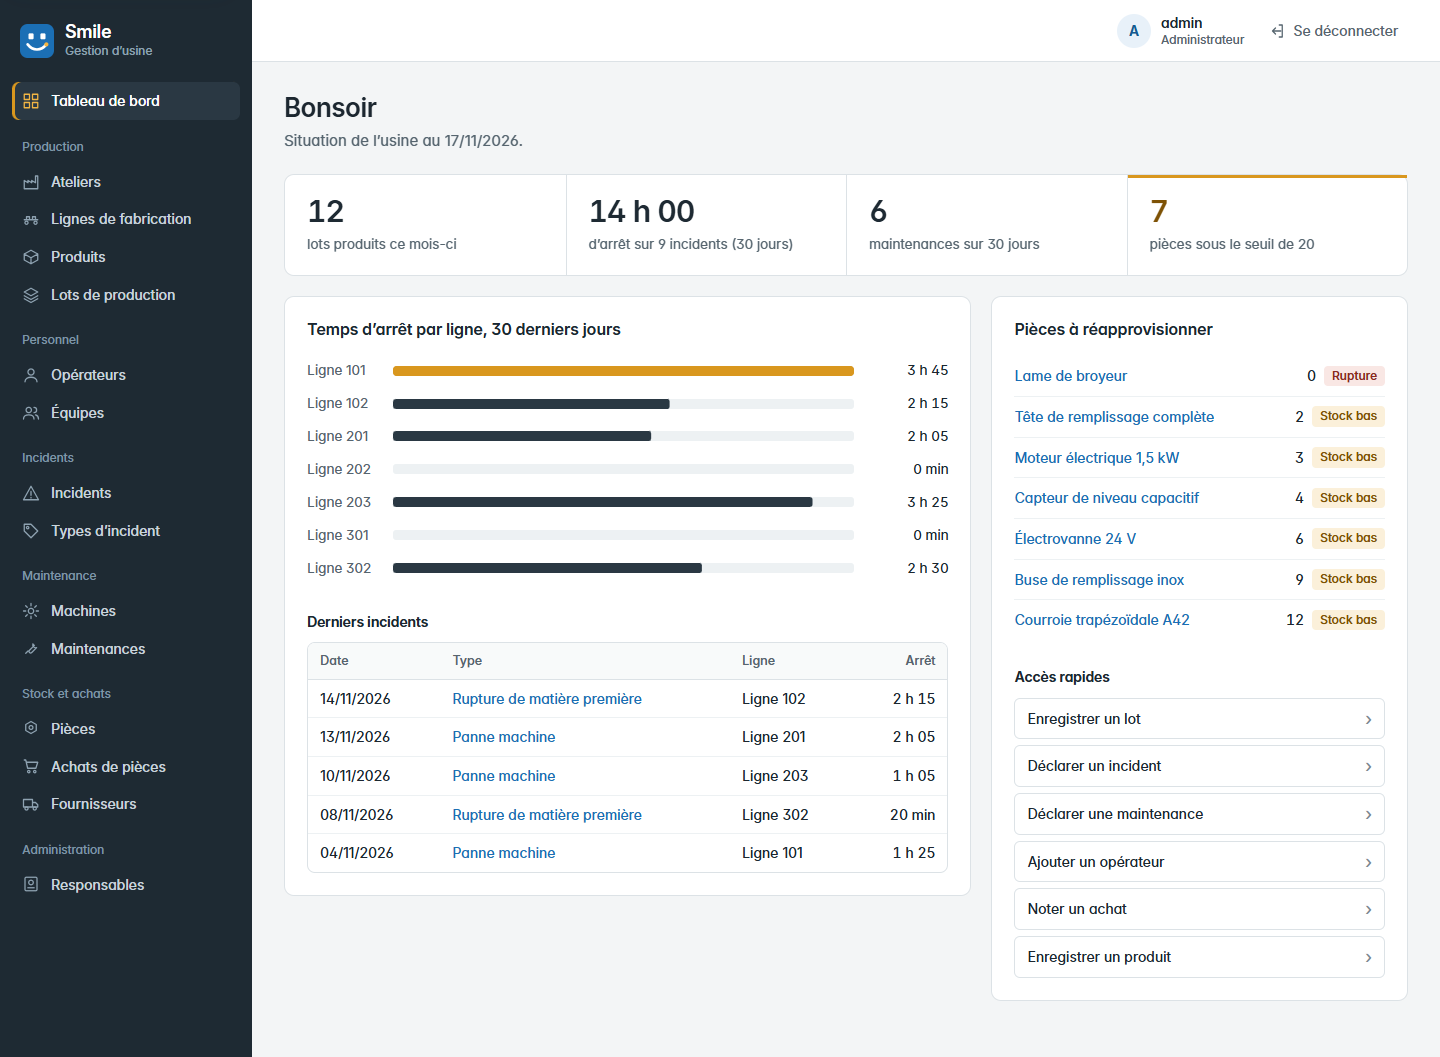 Smile
Gestion d'usine
Tableau de bord
Production
Ateliers
Lignes de fabrication
Produits
Lots de production
Personnel
Opérateurs
Équipes
Incidents
Incidents
Types d'incident
Maintenance
Machines
Maintenances
Stock et achats
Pièces
Achats de pièces
Fournisseurs
Administration
Responsables
A
admin
Administrateur
Se déconnecter
Bonsoir
Situation de l'usine au 17/11/2026.
12
lots produits ce mois-ci
14 h 00
d'arrêt sur 9 incidents (30 jours)
6
maintenances sur 30 jours
7
pièces sous le seuil de 20
Temps d'arrêt par ligne, 30 derniers jours
Ligne 101 3 h 45
Ligne 102 2 h 15
Ligne 201 2 h 05
Ligne 202 0 min
Ligne 203 3 h 25
Ligne 301 0 min
Ligne 302 2 h 30
Derniers incidents
Date Type Ligne Arrêt
14/11/2026 Rupture de matière première Ligne 102 2 h 15
13/11/2026 Panne machine Ligne 201 2 h 05
10/11/2026 Panne machine Ligne 203 1 h 05
08/11/2026 Rupture de matière première Ligne 302 20 min
04/11/2026 Panne machine Ligne 101 1 h 25
Pièces à réapprovisionner
Lame de broyeur 0 Rupture
Tête de remplissage complète 2 Stock bas
Moteur électrique 1,5 kW 3 Stock bas
Capteur de niveau capacitif 4 Stock bas
Électrovanne 24 V 6 Stock bas
Buse de remplissage inox 9 Stock bas
Courroie trapézoïdale A42 12 Stock bas
Accès rapides
Enregistrer un lot
Déclarer un incident
Déclarer une maintenance
Ajouter un opérateur
Noter un achat
Enregistrer un produit